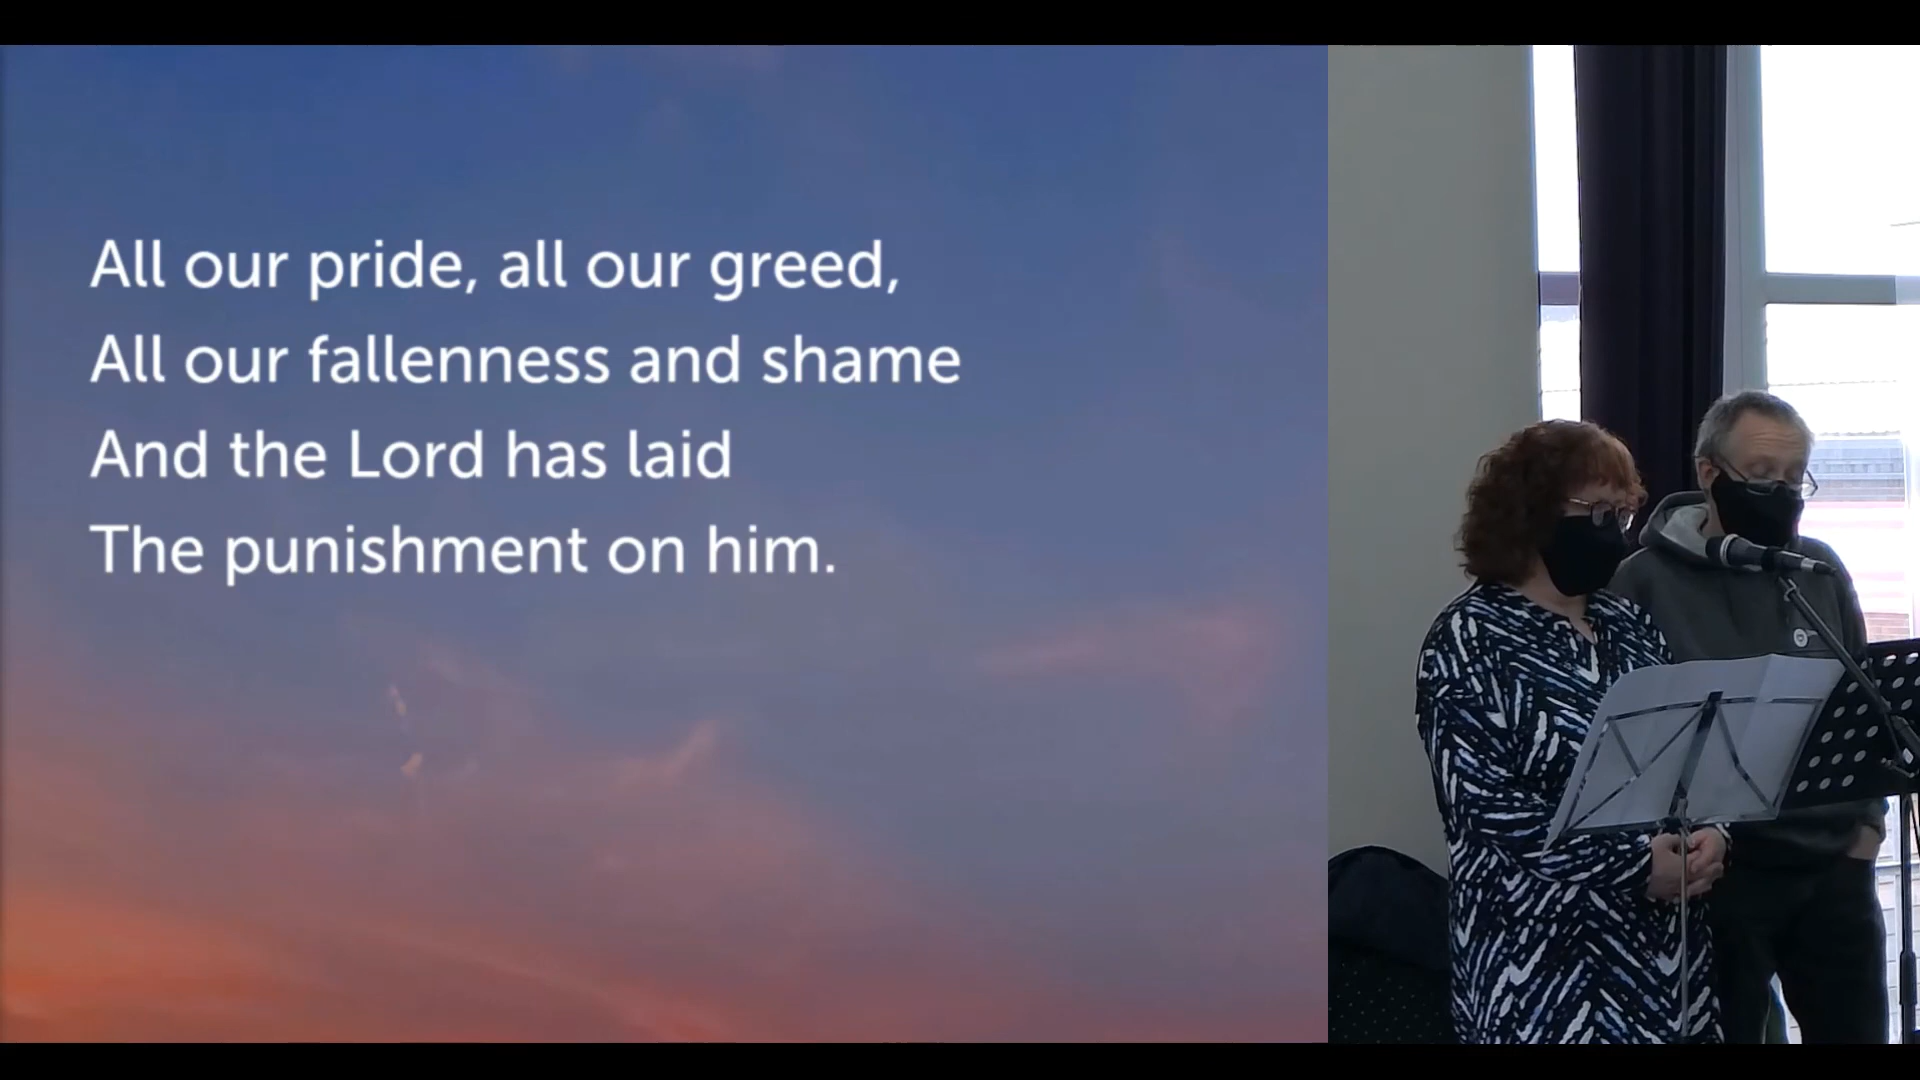 All our pride, all our greed,
All our fallenness and shame
And the Lord has laid
The punishment on him.